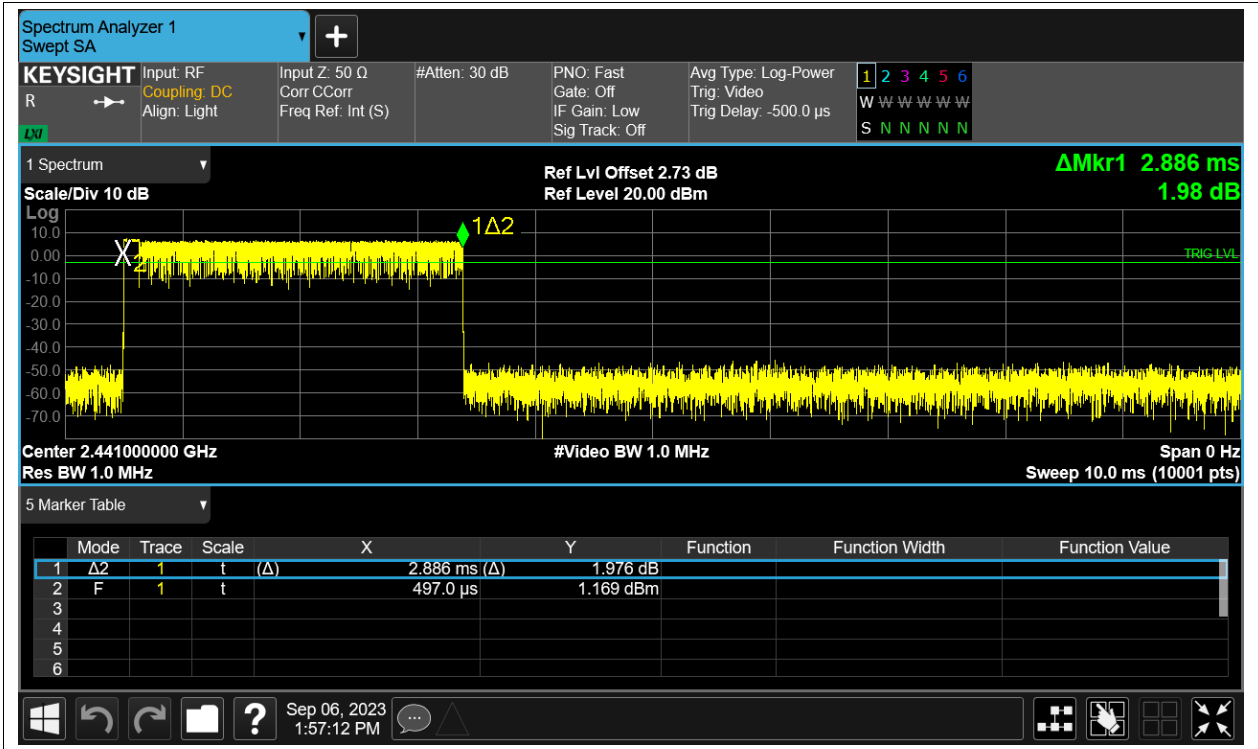 Spectrum Analyzer 1
Swept SA
KEYSIGHT
R
LXI
Input: RF
Coupling: DC
Align: Light
Input Z: 50 Ω
Corr CCorr
Freq Ref: Int (S)
#Atten: 30 dB
PNO: Fast
Gate: Off
IF Gain: Low
Sig Track: Off
Avg Type: Log-Power
Trig: Video
Trig Delay: -500.0 µs
1 2 3 4 5 6
W W W W W W
S N N N N N
1 Spectrum
Scale/Div 10 dB
Ref Lvl Offset 2.73 dB
Ref Level 20.00 dBm
ΔMkr1 2.886 ms
1.98 dB
Log
10.0
0.00
-10.0
-20.0
-30.0
-40.0
-50.0
-60.0
-70.0
X2
1Δ2
TRIG LVL
Center 2.441000000 GHz
Res BW 1.0 MHz
#Video BW 1.0 MHz
Span 0 Hz
Sweep 10.0 ms (10001 pts)
5 Marker Table
Mode Trace Scale X Y Function Function Width Function Value
1 Δ2 1 t (Δ) 2.886 ms (Δ) 1.976 dB
2 F 1 t 497.0 µs 1.169 dBm
3
4
5
6
?
Sep 06, 2023
1:57:12 PM